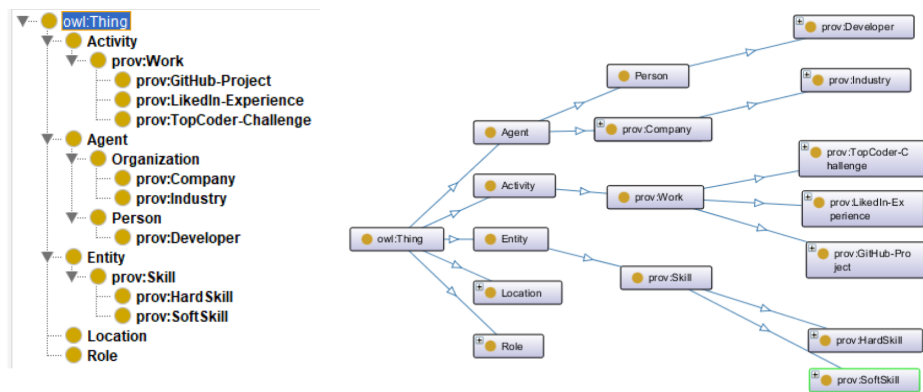 owl:Thing
Activity
prov:Work
prov:GitHub-Project
prov:LikedIn-Experience
prov:TopCoder-Challenge
Agent
Organization
prov:Company
prov:Industry
Person
prov:Developer
Entity
prov:Skill
prov:HardSkill
prov:SoftSkill
Location
Role
prov:Developer
Person
prov:Industry
Agent
prov:Company
prov:TopCoder-C
hallenge
Activity
prov:Work
prov:LikedIn-Ex
perience
owl:Thing
Entity
prov:GitHub-Pro
ject
prov:Skill
Location
prov:HardSkill
Role
prov:SoftSkill